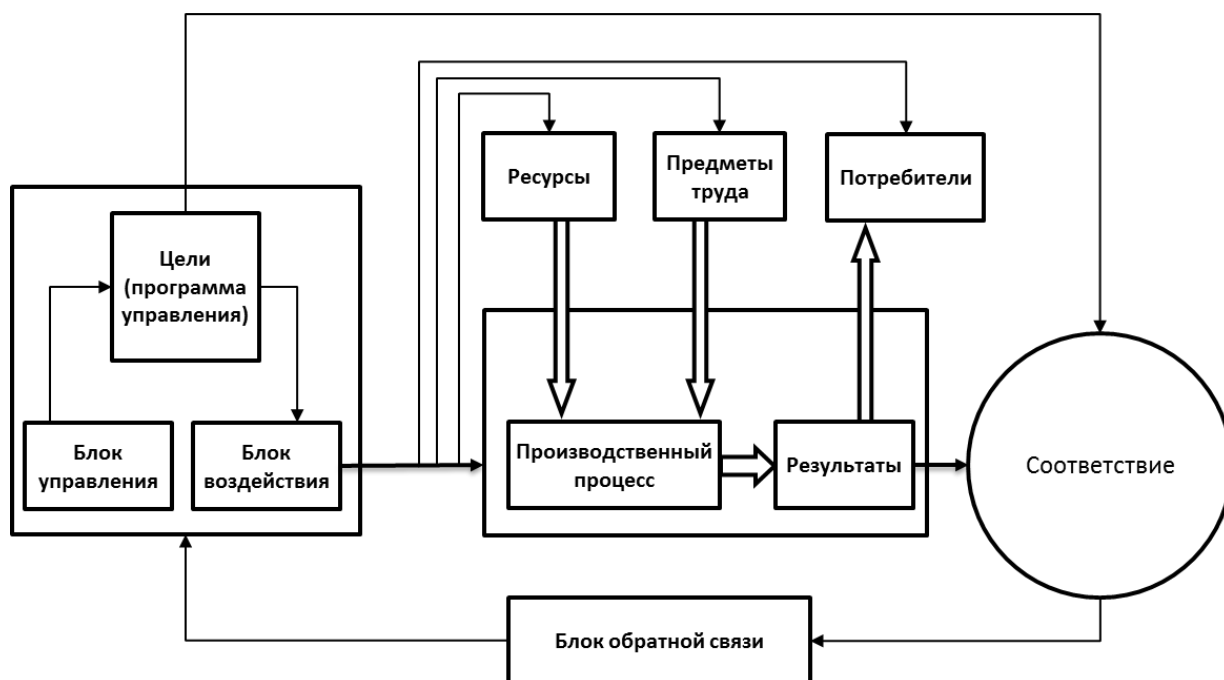 Ресурсы
Предметы
труда
Потребители
Цели
(программа
управления)
Блок
управления
Блок
воздействия
Производственный
процесс
Результаты
Соответствие
Блок обратной связи